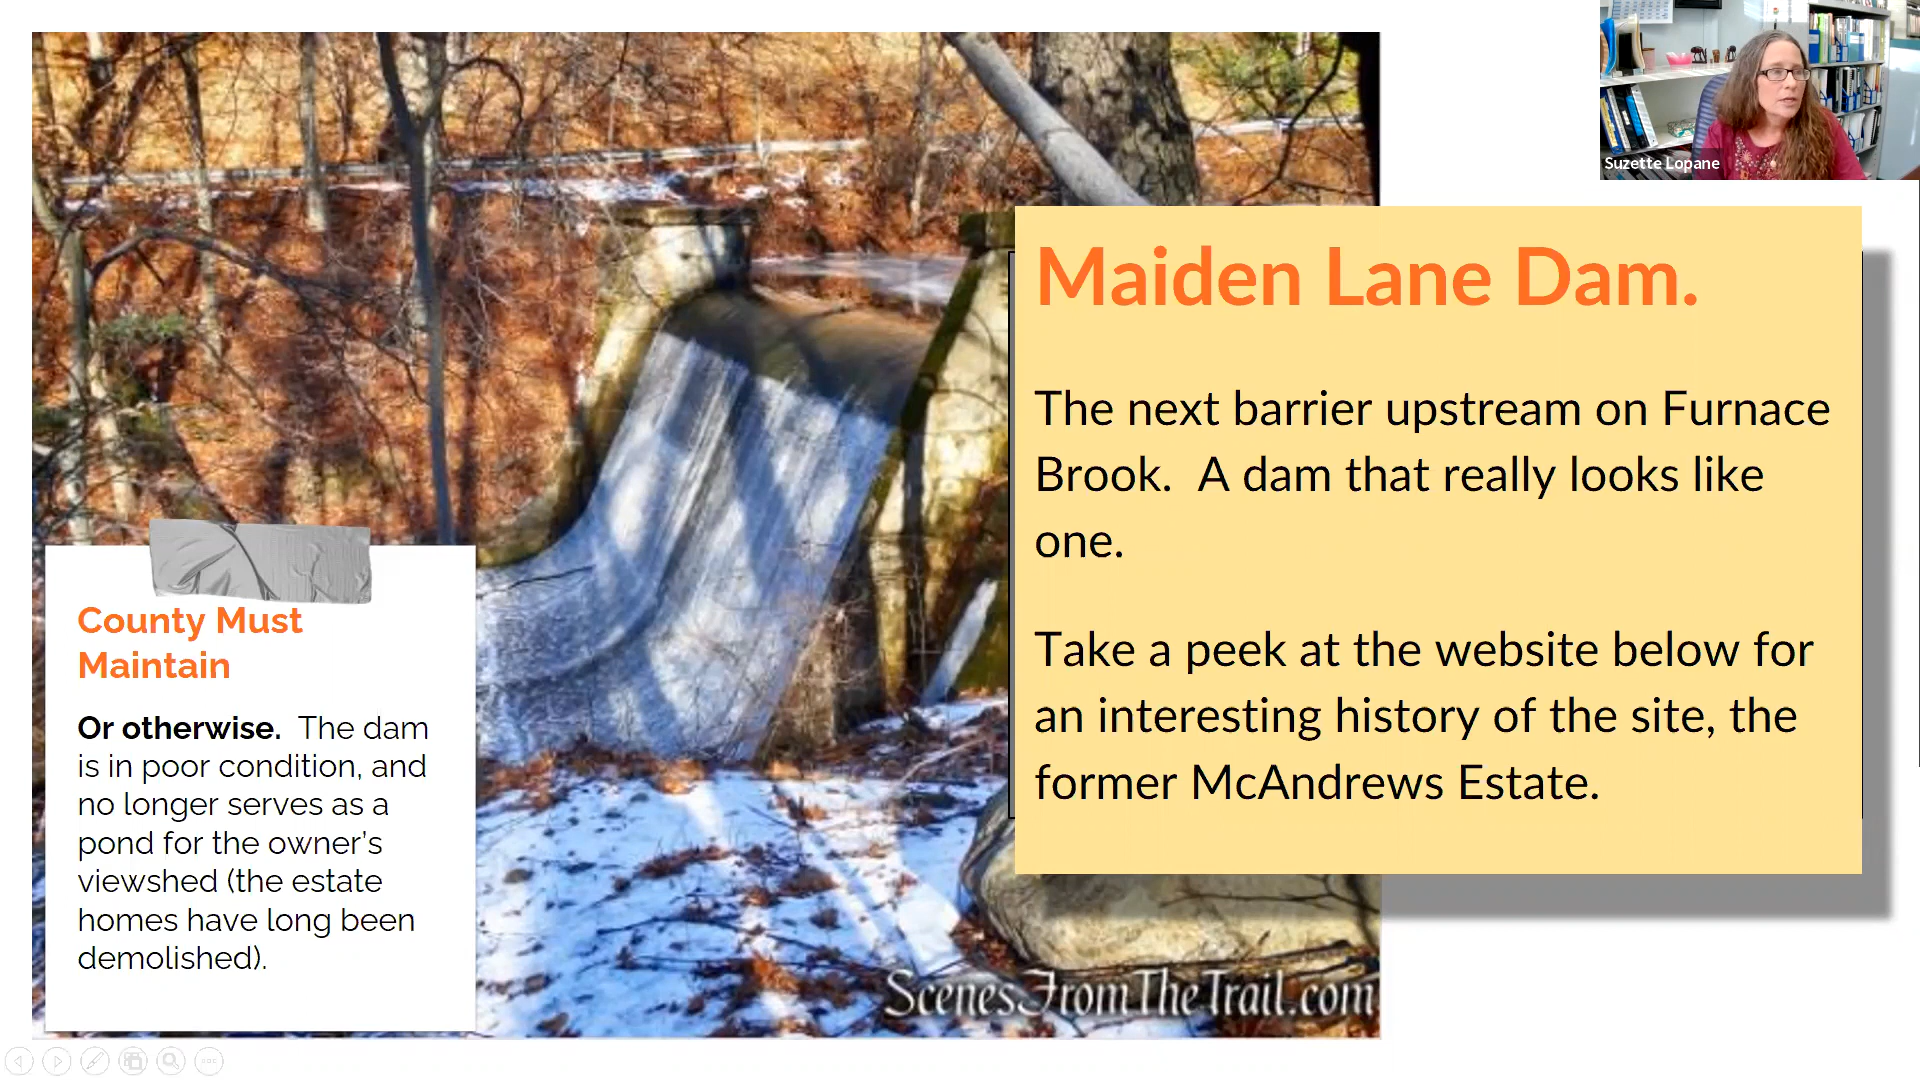 Suzette Lopane
Maiden Lane Dam.
The next barrier upstream on Furnace
Brook.  A dam that really looks like
one.
Take a peek at the website below for
an interesting history of the site, the
former McAndrews Estate.
County Must
Maintain
Or otherwise.  The dam
is in poor condition, and
no longer serves as a
pond for the owner's
viewshed (the estate
homes have long been
demolished).
ScenesFromTheTrail.com